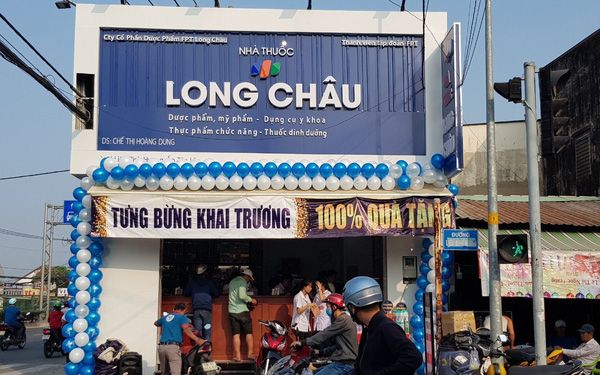 Cty Cổ Phần Dược Phẩm FPT Long Châu
Thành viên tập đoàn FPT
NHÀ THUỐC
LONG CHÂU
Dược phẩm, mỹ phẩm - Dụng cụ y khoa
Thực phẩm chức năng - Thuốc dinh dưỡng
DS: CHẾ THỊ HOÀNG DUNG
TƯNG BỪNG KHAI TRƯƠNG
100% QUÀ TẶNG
ĐƯỜNG